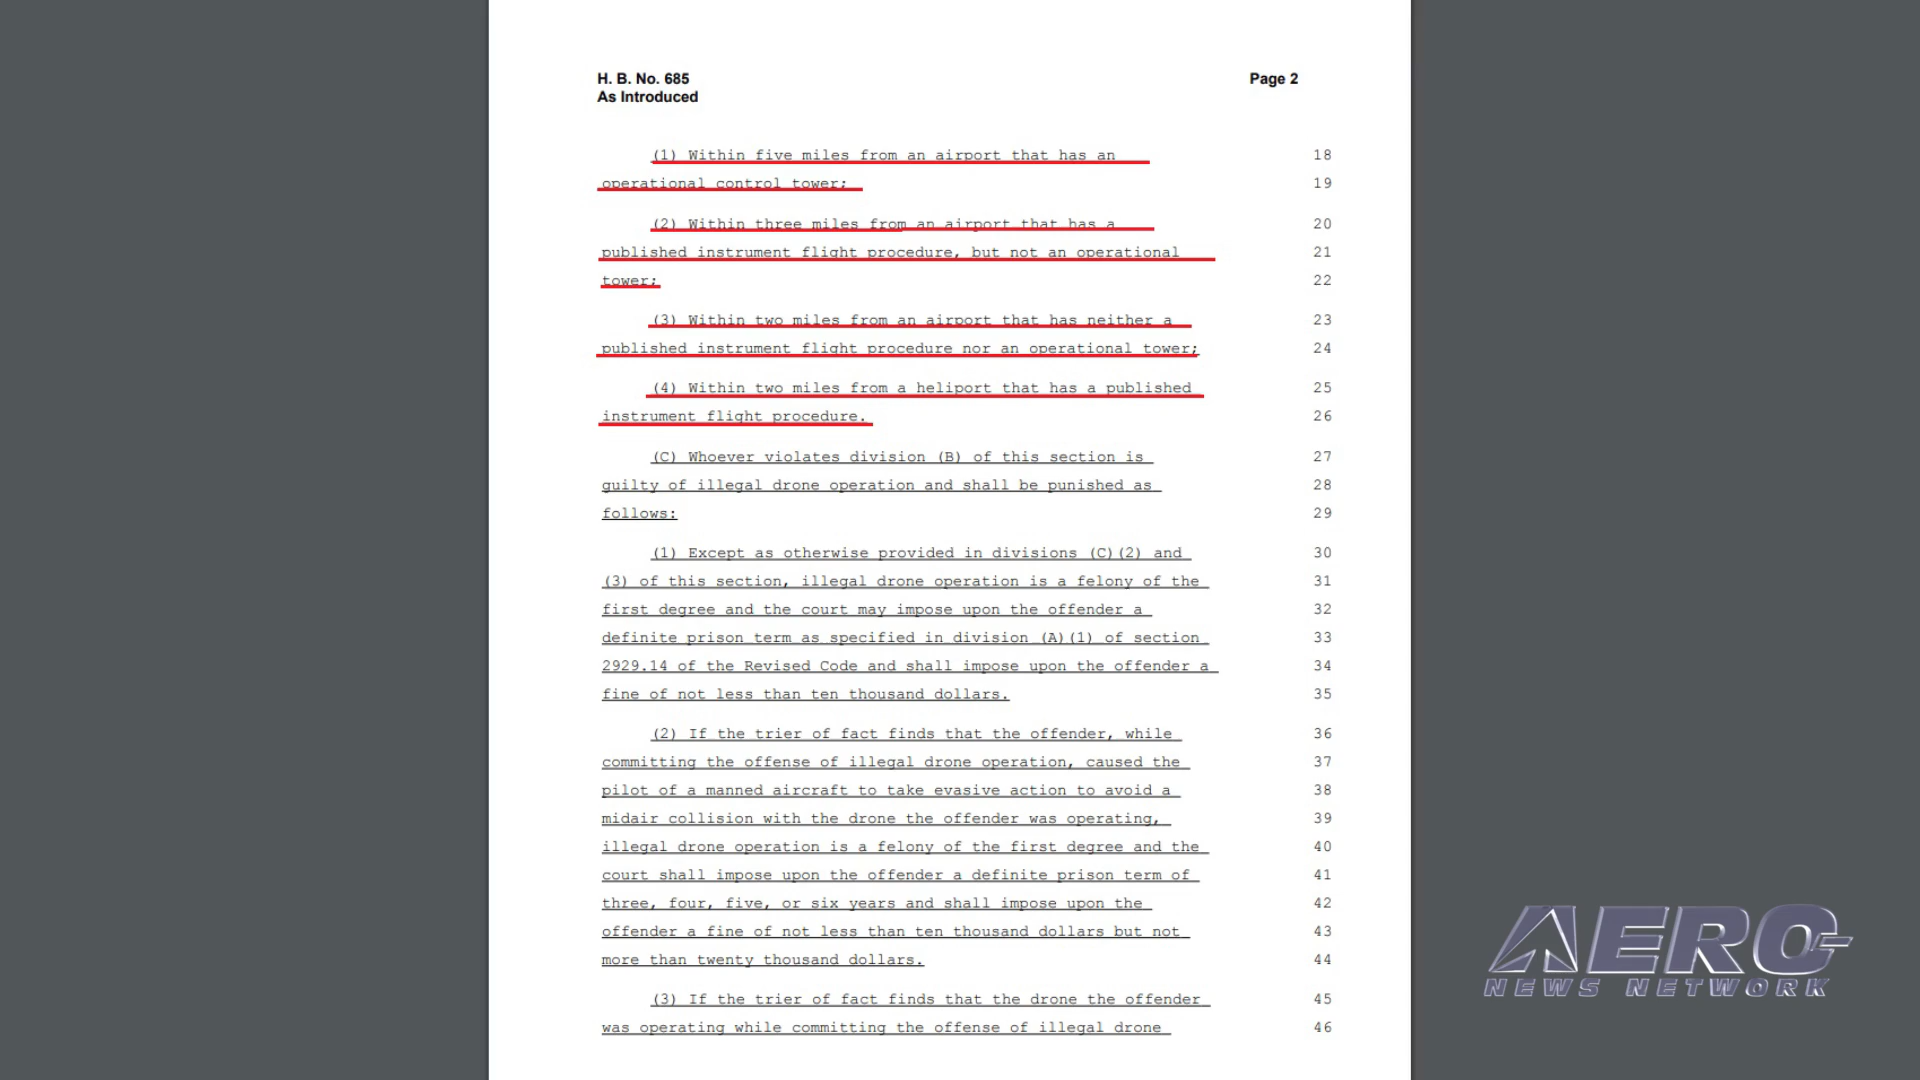 H. B. No. 685 Page 2
As Introduced
(1) Within five miles from an airport that has an 18
operational control tower; 19
(2) Within three miles from an airport that has a 20
published instrument flight procedure, but not an operational 21
tower; 22
(3) Within two miles from an airport that has neither a 23
published instrument flight procedure nor an operational tower; 24
(4) Within two miles from a heliport that has a published 25
instrument flight procedure. 26
(C) Whoever violates division (B) of this section is 27
guilty of illegal drone operation and shall be punished as 28
follows: 29
(1) Except as otherwise provided in divisions (C)(2) and 30
(3) of this section, illegal drone operation is a felony of the 31
first degree and the court may impose upon the offender a 32
definite prison term as specified in division (A)(1) of section 33
2929.14 of the Revised Code and shall impose upon the offender a 34
fine of not less than ten thousand dollars. 35
(2) If the trier of fact finds that the offender, while 36
committing the offense of illegal drone operation, caused the 37
pilot of a manned aircraft to take evasive action to avoid a 38
midair collision with the drone the offender was operating, 39
illegal drone operation is a felony of the first degree and the 40
court shall impose upon the offender a definite prison term of 41
three, four, five, or six years and shall impose upon the 42
offender a fine of not less than ten thousand dollars but not 43
more than twenty thousand dollars. 44
(3) If the trier of fact finds that the drone the offender 45
was operating while committing the offense of illegal drone 46
AERO-
NEWS NETWORK